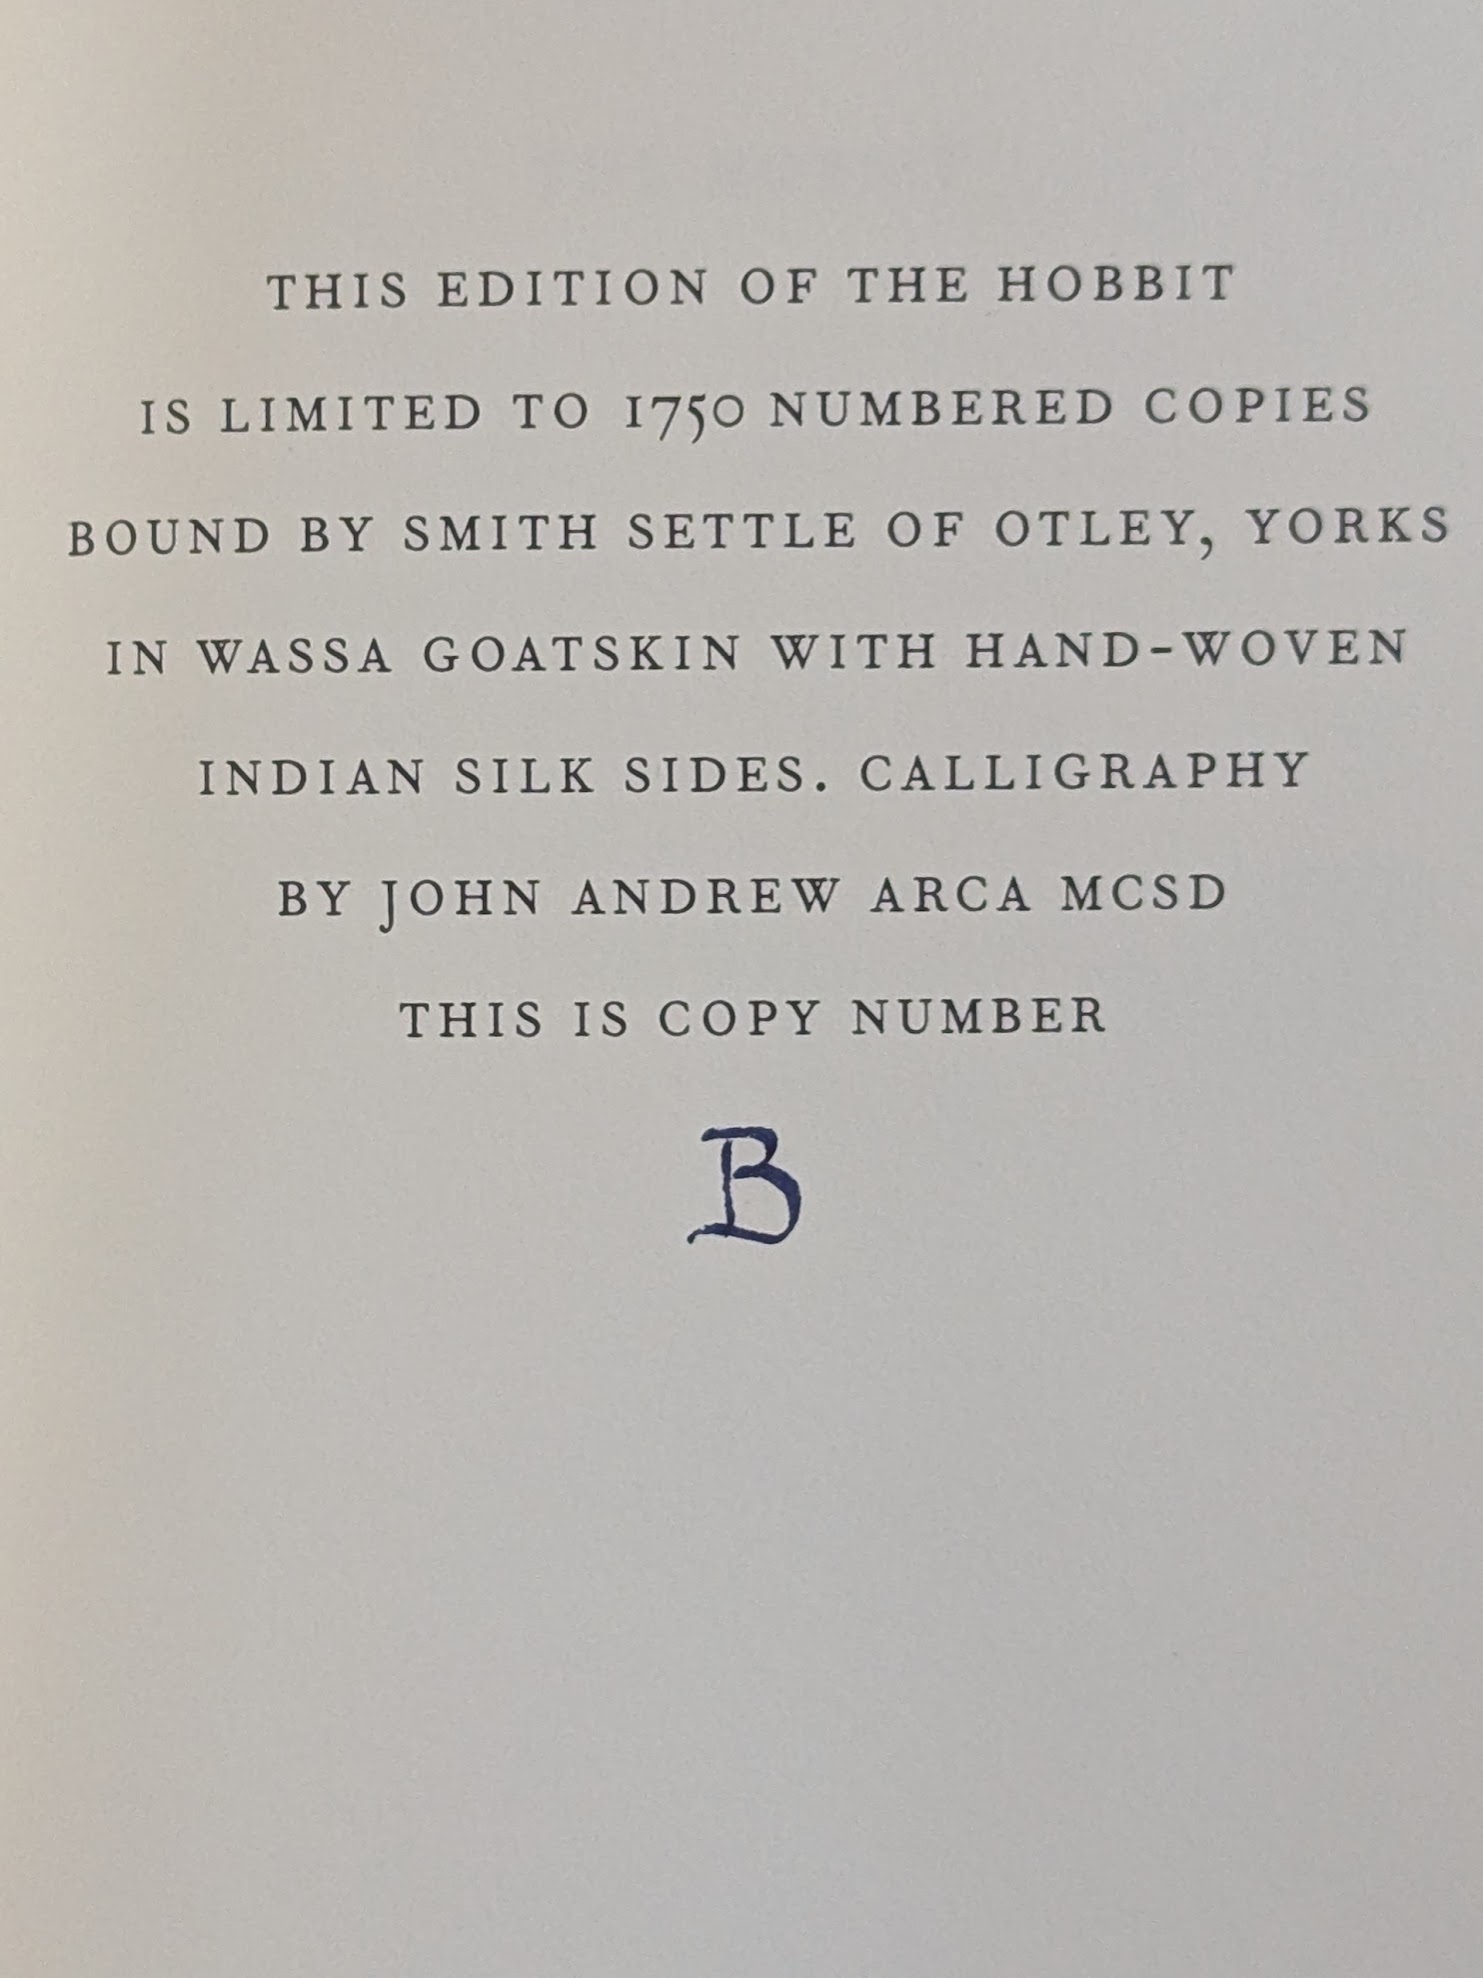 THIS EDITION OF THE HOBBIT
IS LIMITED TO 1750 NUMBERED COPIES
BOUND BY SMITH SETTLE OF OTLEY, YORKS
IN WASSA GOATSKIN WITH HAND-WOVEN
INDIAN SILK SIDES. CALLIGRAPHY
BY JOHN ANDREW ARCA MCSD
THIS IS COPY NUMBER
B